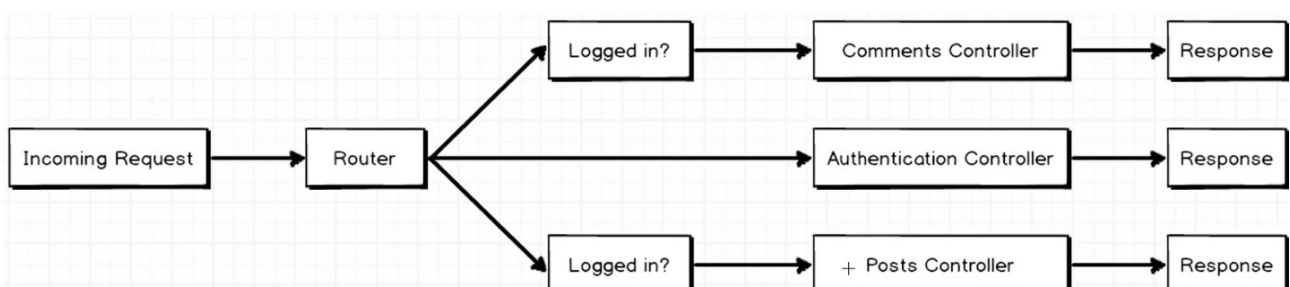 Logged in?
Comments Controller
Response
Incoming Request
Router
Authentication Controller
Response
Logged in?
Posts Controller
Response